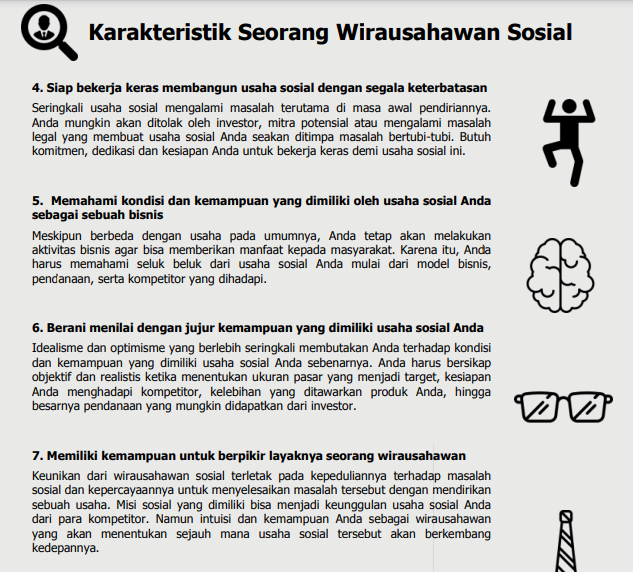 Karakteristik Seorang Wirausahawan Sosial
4. Siap bekerja keras membangun usaha sosial dengan segala keterbatasan
Seringkali usaha sosial mengalami masalah terutama di masa awal pendiriannya.
Anda mungkin akan ditolak oleh investor, mitra potensial atau mengalami masalah
legal yang membuat usaha sosial Anda seakan ditimpa masalah bertubi-tubi. Butuh
komitmen, dedikasi dan kesiapan Anda untuk bekerja keras demi usaha sosial ini.
5. Memahami kondisi dan kemampuan yang dimiliki oleh usaha sosial Anda
sebagai sebuah bisnis
Meskipun berbeda dengan usaha pada umumnya, Anda tetap akan melakukan
aktivitas bisnis agar bisa memberikan manfaat kepada masyarakat. Karena itu, Anda
harus memahami seluk beluk dari usaha sosial Anda mulai dari model bisnis,
pendanaan, serta kompetitor yang dihadapi.
6. Berani menilai dengan jujur kemampuan yang dimiliki usaha sosial Anda
Idealisme dan optimisme yang berlebih seringkali membutakan Anda terhadap kondisi
dan kemampuan yang dimiliki usaha sosial Anda sebenarnya. Anda harus bersikap
objektif dan realistis ketika menentukan ukuran pasar yang menjadi target, kesiapan
Anda menghadapi kompetitor, kelebihan yang ditawarkan produk Anda, hingga
besarnya pendanaan yang mungkin didapatkan dari investor.
7. Memiliki kemampuan untuk berpikir layaknya seorang wirausahawan
Keunikan dari wirausahawan sosial terletak pada kepeduliannya terhadap masalah
sosial dan kepercayaannya untuk menyelesaikan masalah tersebut dengan mendirikan
sebuah usaha. Misi sosial yang dimiliki bisa menjadi keunggulan usaha sosial Anda
dari para kompetitor. Namun intuisi dan kemampuan Anda sebagai wirausahawan
yang akan menentukan sejauh mana usaha sosial tersebut akan berkembang
kedepannya.